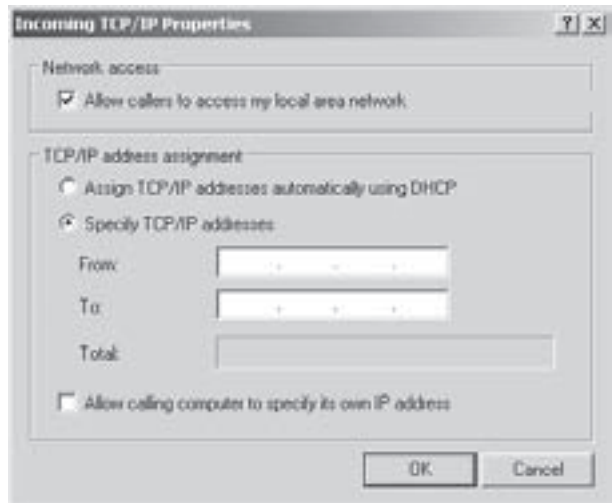 Incoming TCP/IP Properties
Network access
Allow callers to access my local area network
TCP/IP address assignment
Assign TCP/IP addresses automatically using DHCP
Specify TCP/IP addresses
From:
To:
Total:
Allow calling computer to specify its own IP address
OK Cancel